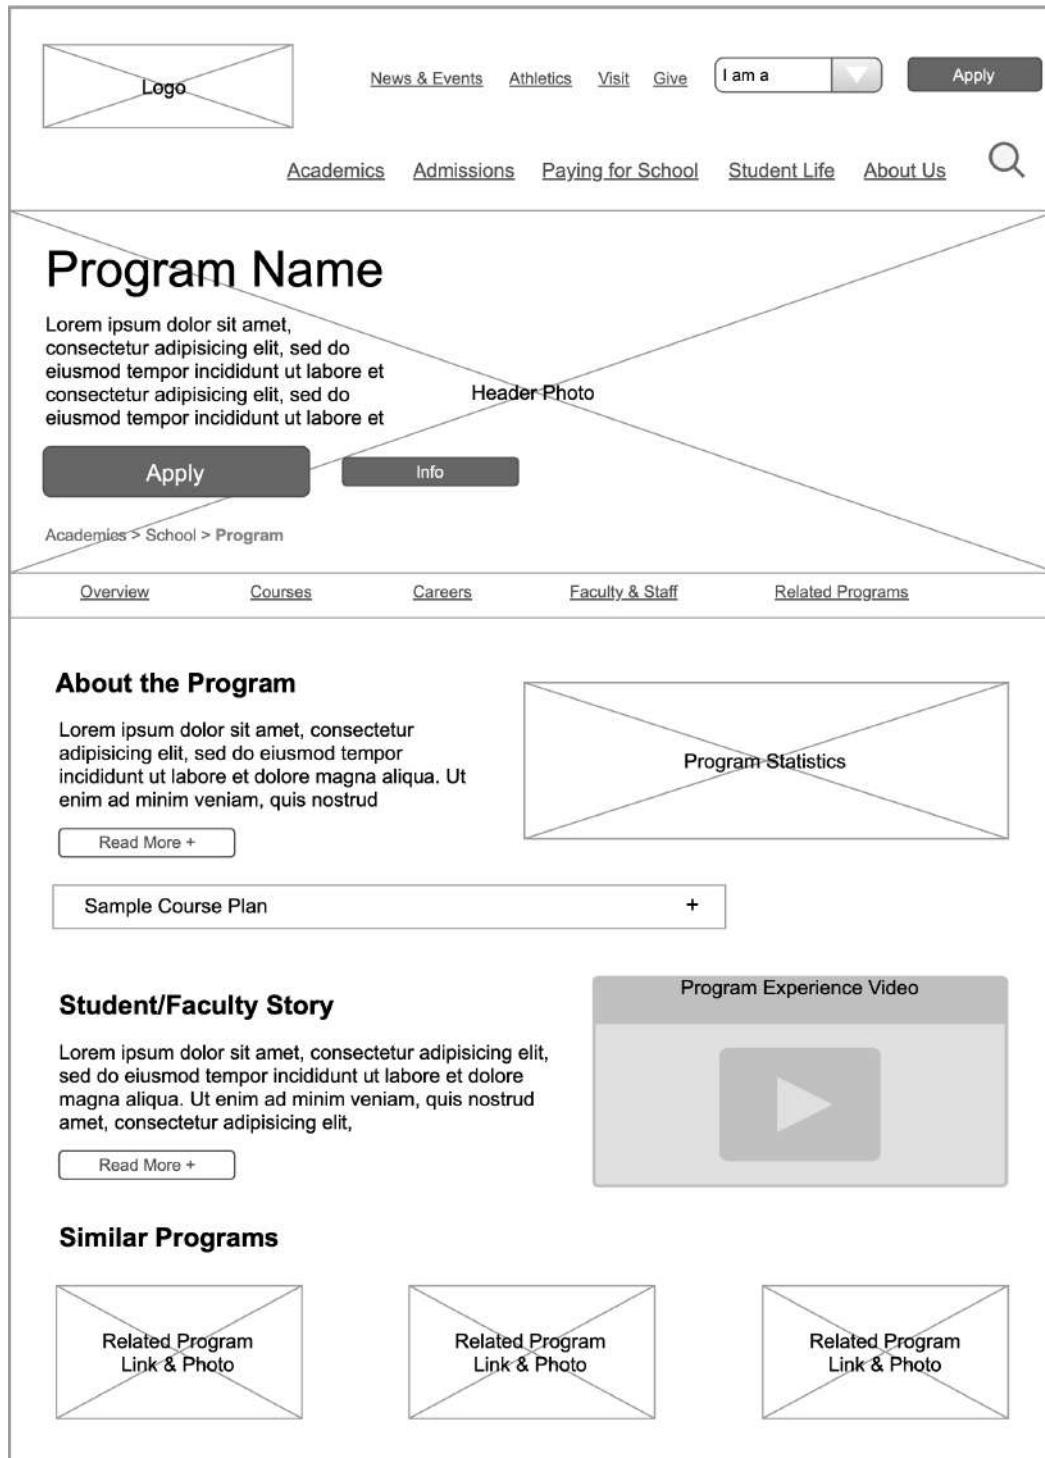 Logo
News & Events Athletics Visit Give I am a Apply
Academics Admissions Paying for School Student Life About Us
Program Name
Lorem ipsum dolor sit amet,
consectetur adipisicing elit, sed do
eiusmod tempor incididunt ut labore et
consectetur adipisicing elit, sed do
eiusmod tempor incididunt ut labore et
Header Photo
Apply Info
Academics > School > Program
Overview Courses Careers Faculty & Staff Related Programs
About the Program
Lorem ipsum dolor sit amet, consectetur
adipisicing elit, sed do eiusmod tempor
incididunt ut labore et dolore magna aliqua. Ut
enim ad minim veniam, quis nostrud
Read More +
Program Statistics
Sample Course Plan +
Student/Faculty Story
Lorem ipsum dolor sit amet, consectetur adipisicing elit,
sed do eiusmod tempor incididunt ut labore et dolore
magna aliqua. Ut enim ad minim veniam, quis nostrud
amet, consectetur adipisicing elit,
Read More +
Program Experience Video
Similar Programs
Related Program
Link & Photo
Related Program
Link & Photo
Related Program
Link & Photo